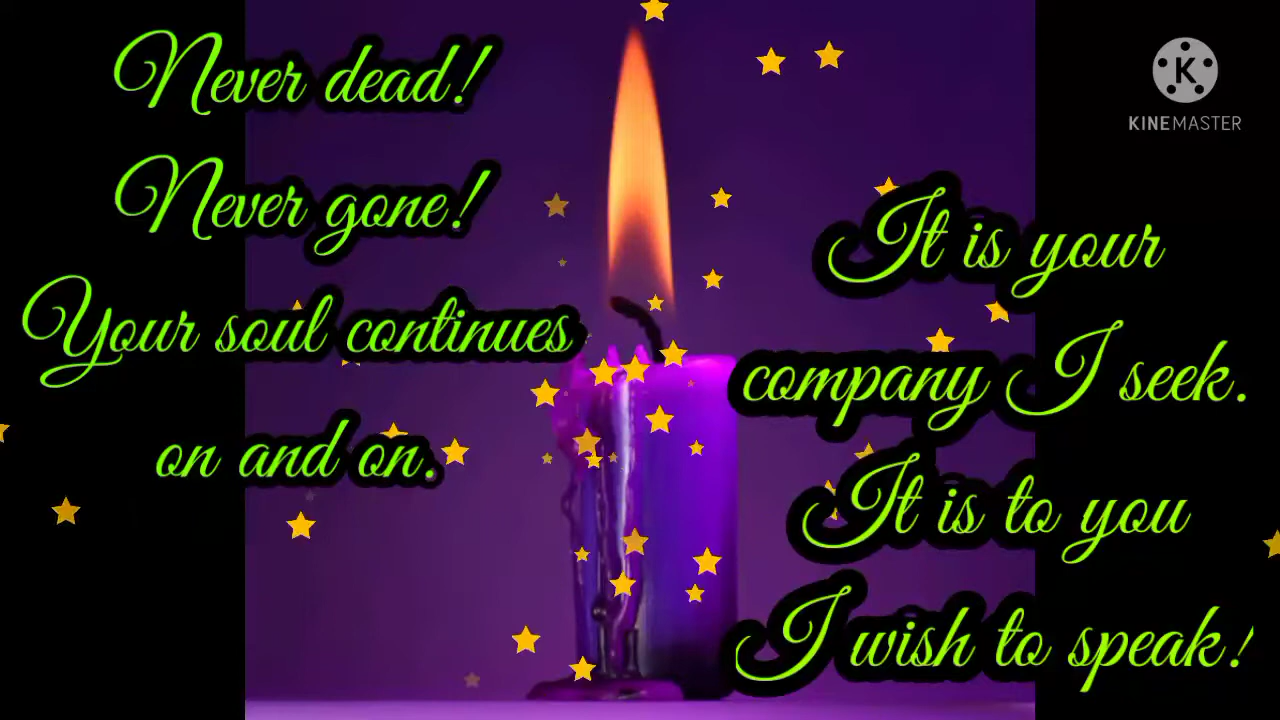 Never dead!
Never gone!
Your soul continues
on and on.
It is your
company I seek.
It is to you
I wish to speak!
K
KINEMASTER